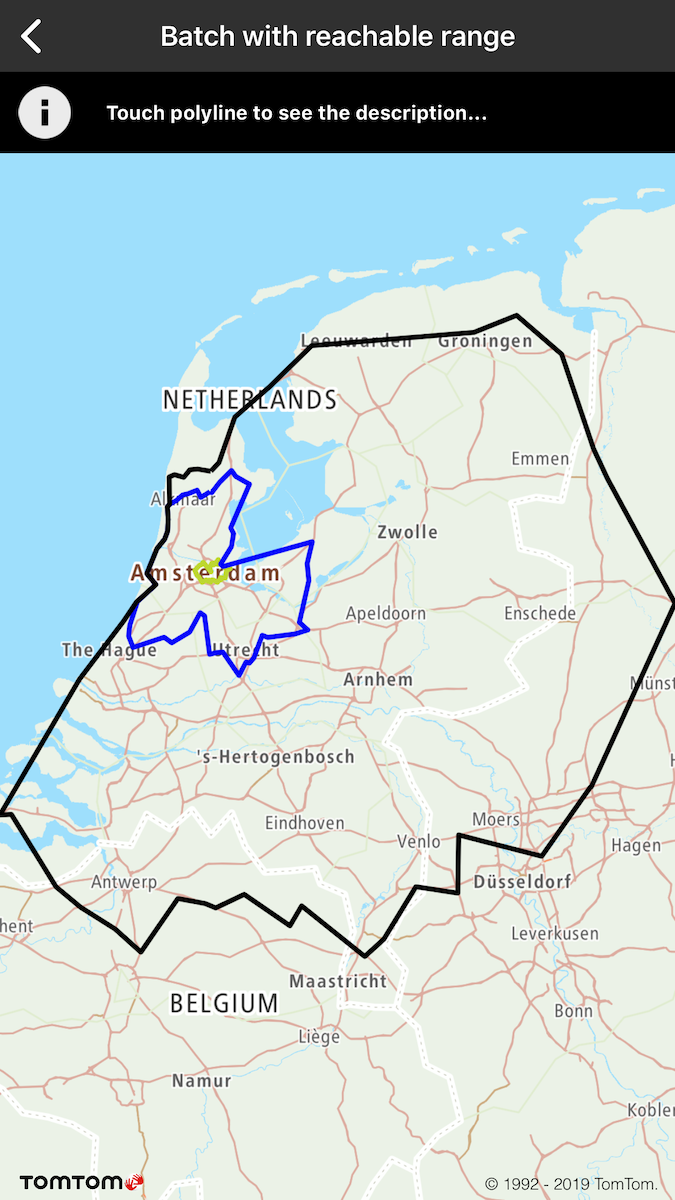 Batch with reachable range
i
Touch polyline to see the description...
Leeuwarden
Groningen
NETHERLANDS
Emmen
Alkmaar
Zwolle
Amsterdam
Apeldoorn
Enschede
The Hague
Utrecht
Arnhem
Münst
's-Hertogenbosch
Eindhoven
Moers
Venlo
Hagen
Antwerp
Düsseldorf
hent
Leverkusen
Maastricht
BELGIUM
Bonn
Liège
Namur
Koblen
TOMTOM
© 1992 - 2019 TomTom.